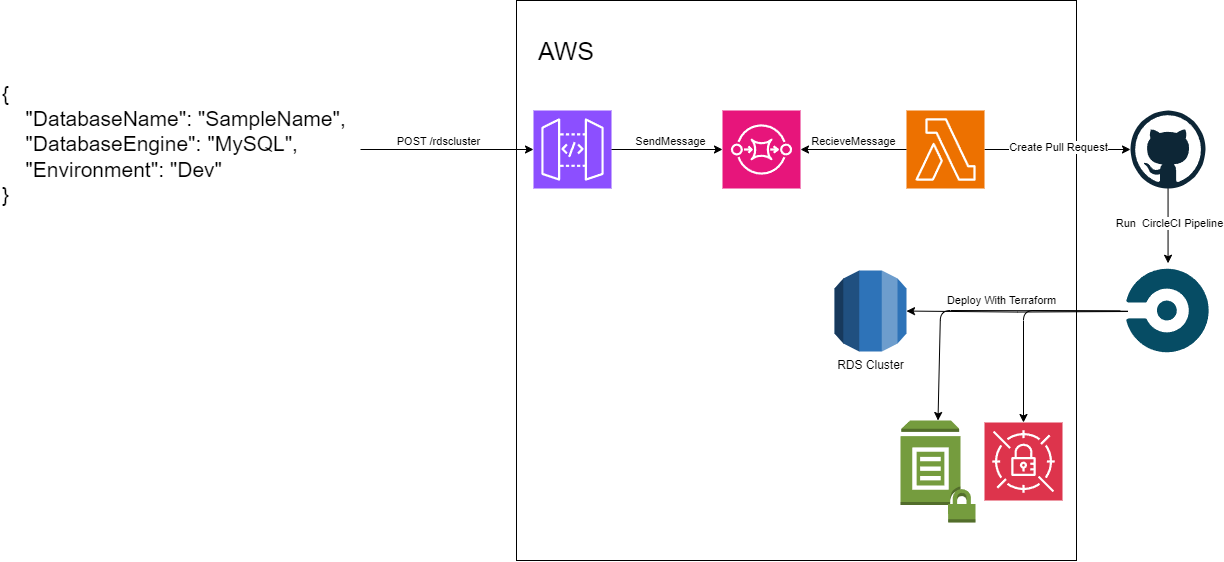 AWS
{
"DatabaseName": "SampleName",
"DatabaseEngine": "MySQL",
"Environment": "Dev"
}
POST /rdscluster
SendMessage
RecieveMessage
Create Pull Request
Run CircleCI Pipeline
Deploy With Terraform
RDS Cluster